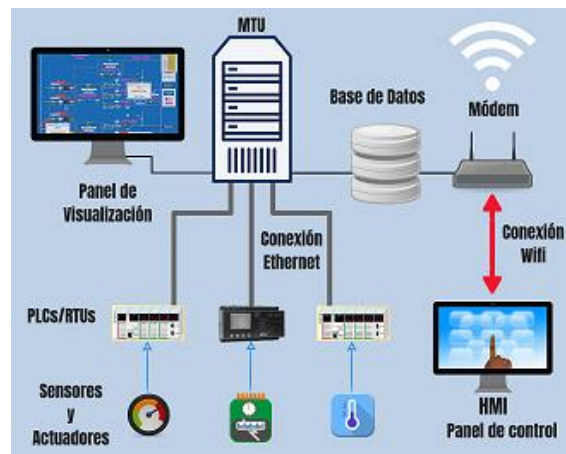 MTU
Base de Datos
Módem
Panel de
Visualización
Conexión
Ethernet
Conexión
Wifi
PLCs/RTUs
Sensores
y
Actuadores
HMI
Panel de control